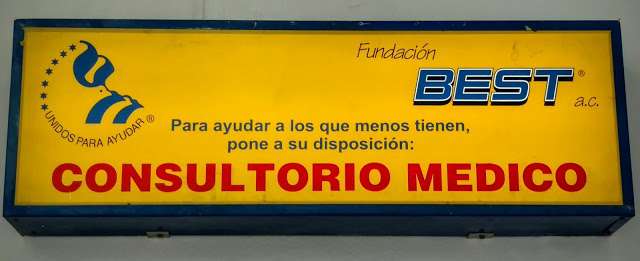 Fundación
BEST®
a.c.
UNIDOS PARA AYUDAR ®
Para ayudar a los que menos tienen,
pone a su disposición:
CONSULTORIO MEDICO